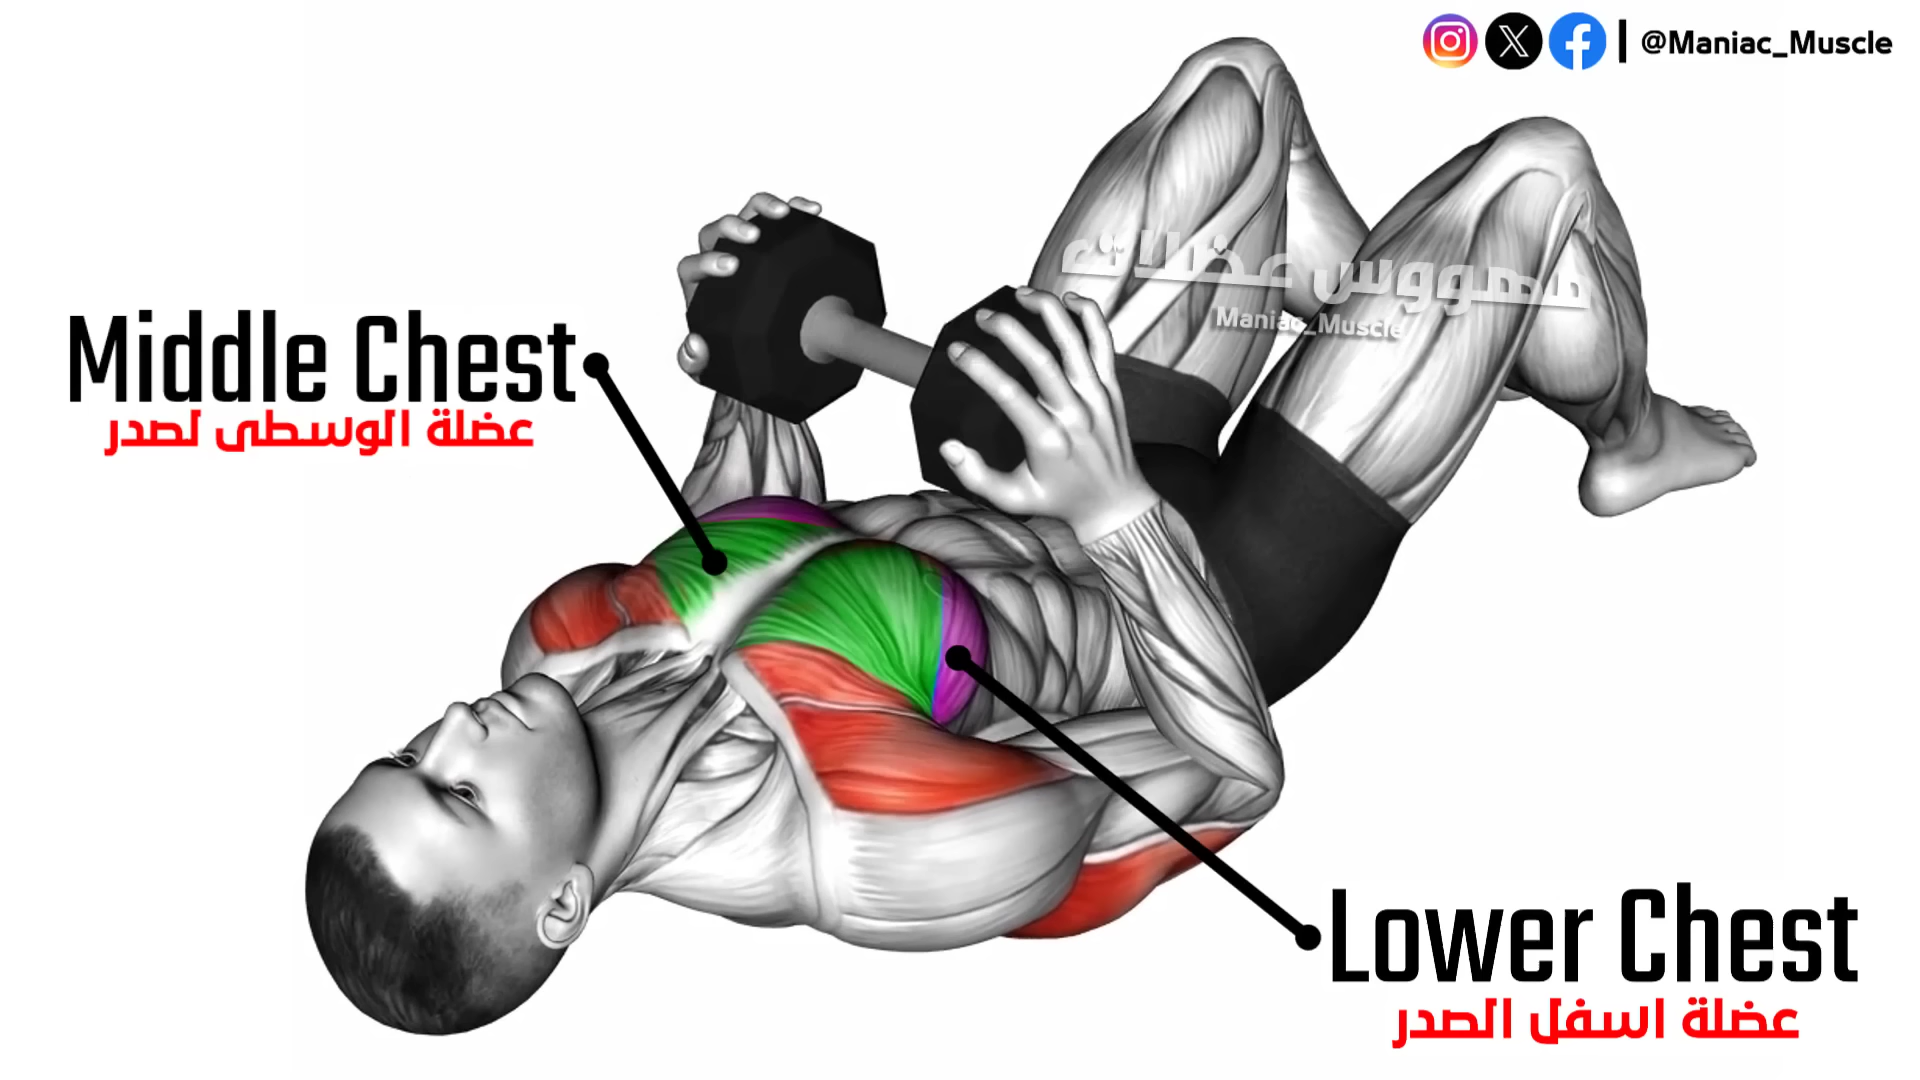 @Maniac_Muscle
مهووس عضلات
Maniac_Muscle
Middle Chest
عضلة الوسطى لصدر
Lower Chest
عضلة اسفل الصدر